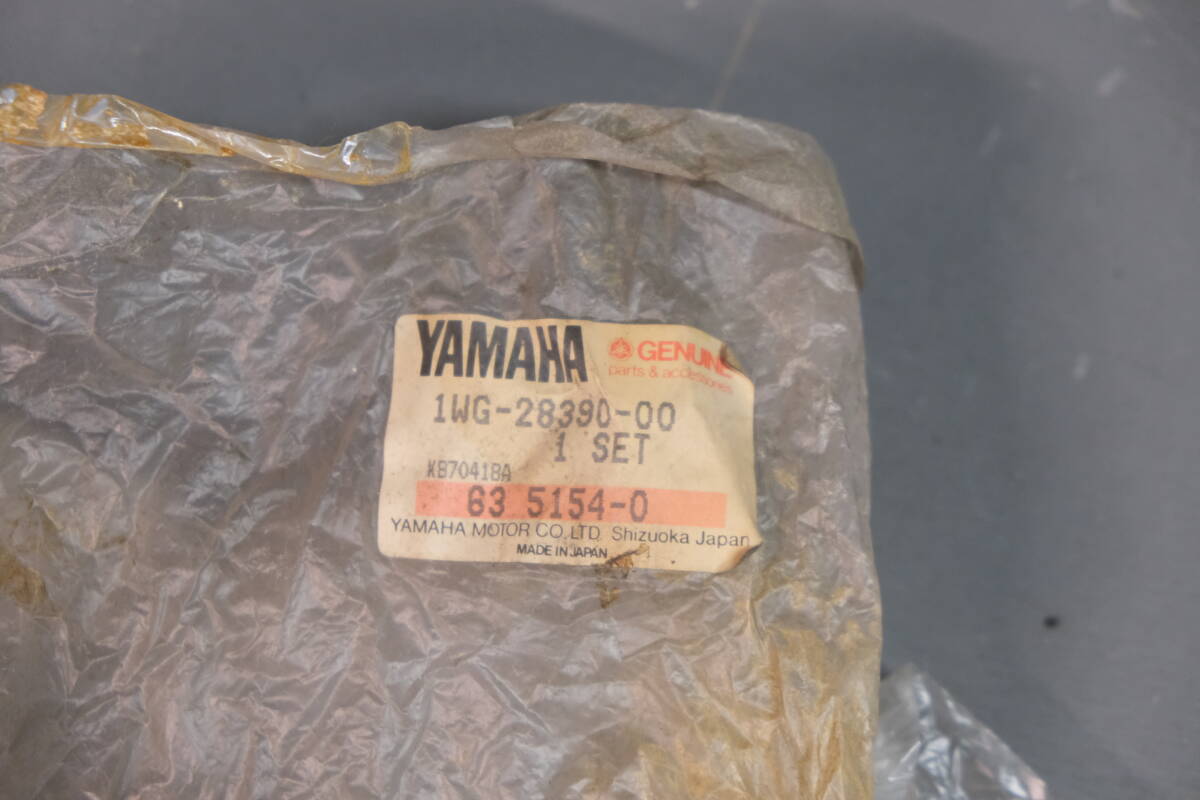 YAMAHA GENUINE
parts & accessories
1WG-28390-00
1 SET
KB70418A
63 5154-0
YAMAHA MOTOR CO., LTD. Shizuoka Japan
MADE IN JAPAN